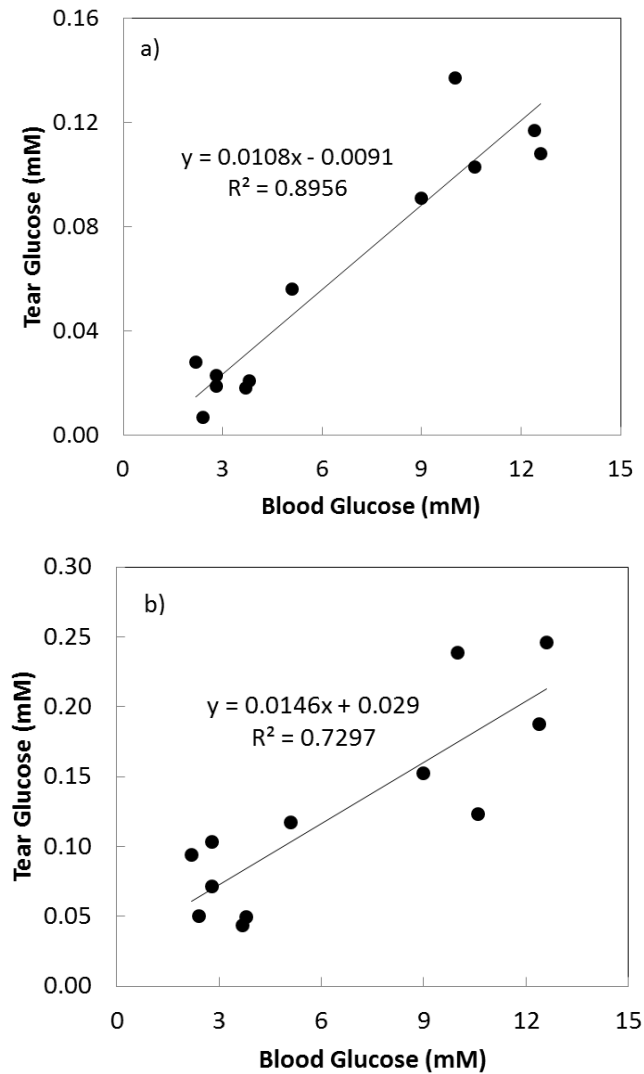 a)
0.16
0.12
0.08
0.04
0.00
Tear Glucose (mM)
y = 0.0108x - 0.0091
R² = 0.8956
0 3 6 9 12 15
Blood Glucose (mM)
b)
0.30
0.25
0.20
0.15
0.10
0.05
0.00
Tear Glucose (mM)
y = 0.0146x + 0.029
R² = 0.7297
0 3 6 9 12 15
Blood Glucose (mM)